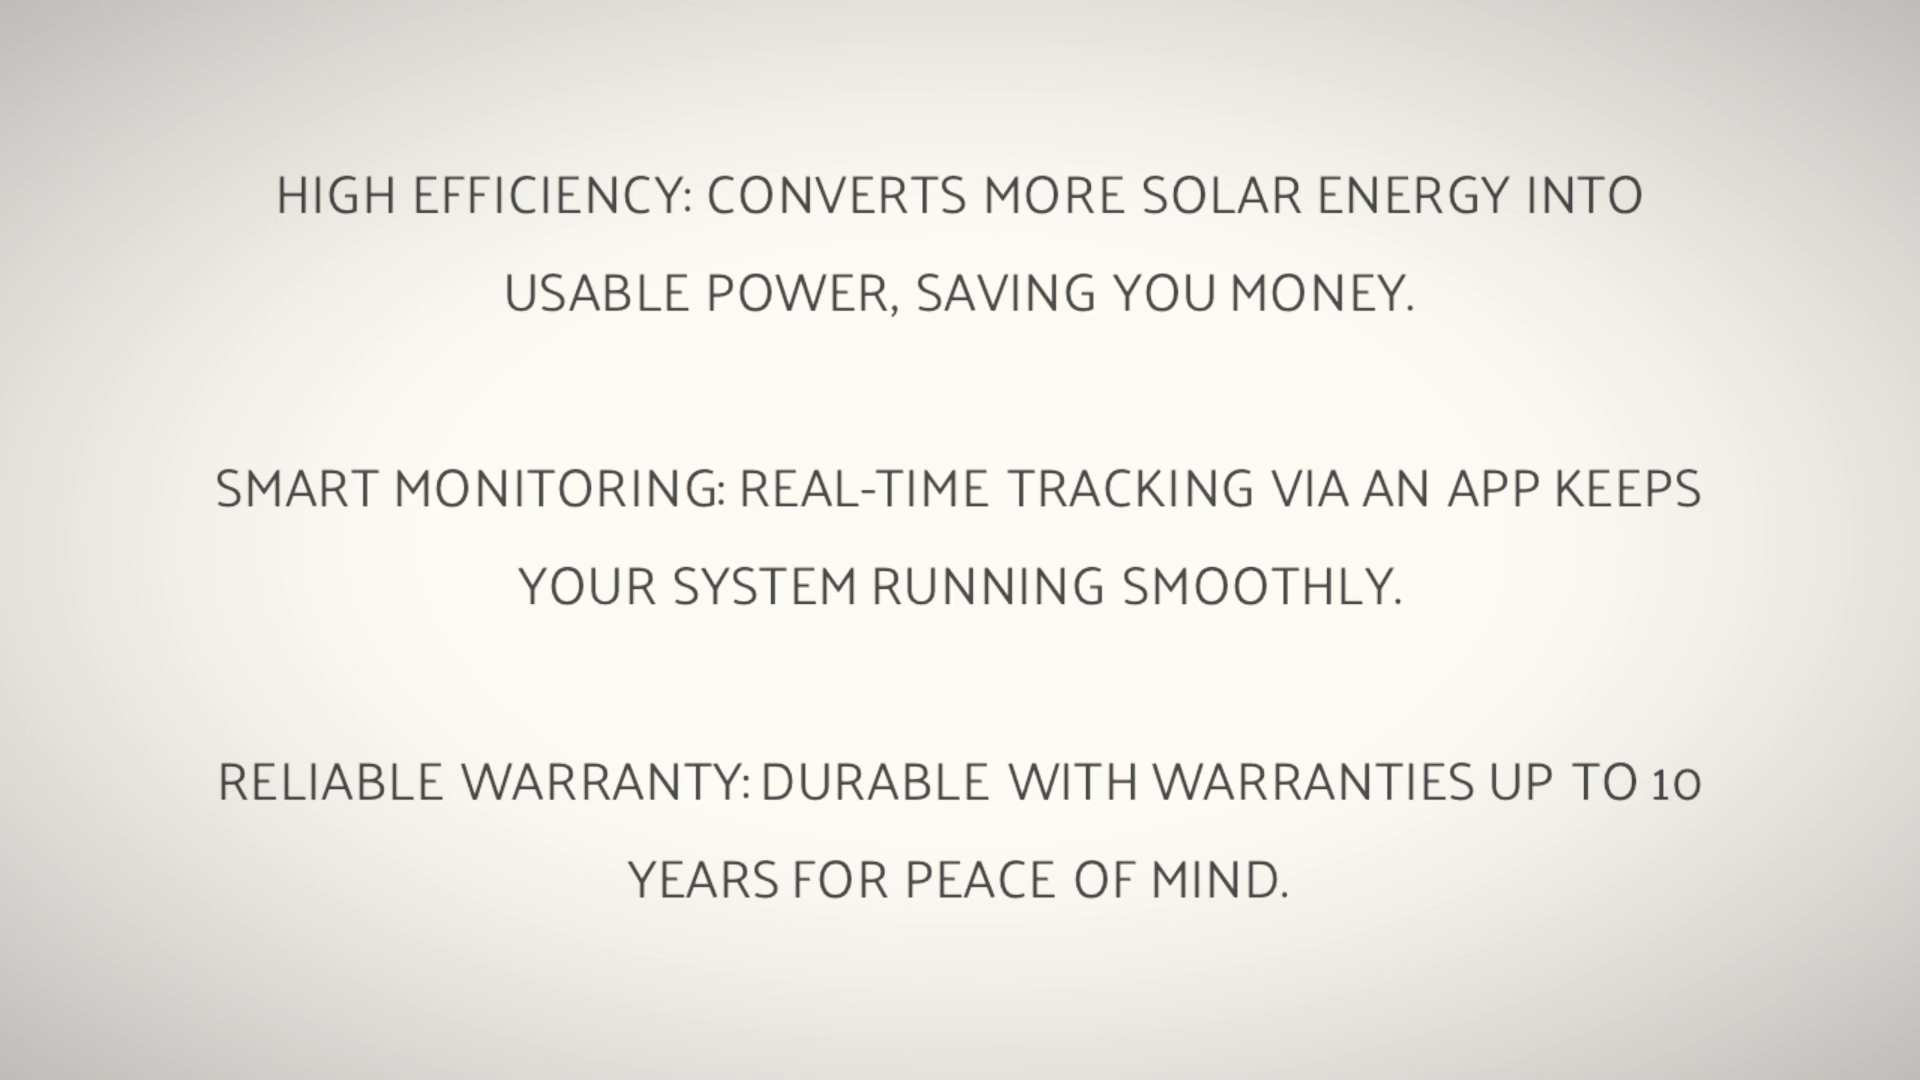 HIGH EFFICIENCY: CONVERTS MORE SOLAR ENERGY INTO
USABLE POWER, SAVING YOU MONEY.
SMART MONITORING: REAL-TIME TRACKING VIA AN APP KEEPS
YOUR SYSTEM RUNNING SMOOTHLY.
RELIABLE WARRANTY: DURABLE WITH WARRANTIES UP TO 10
YEARS FOR PEACE OF MIND.